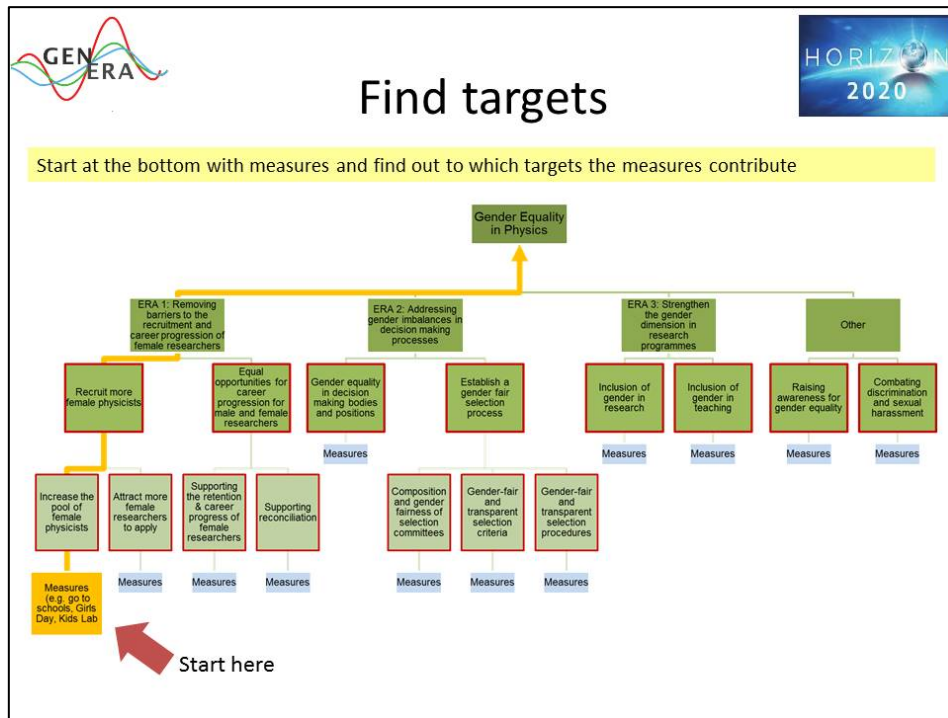 GENERA
HORIZON
2020
Find targets
Start at the bottom with measures and find out to which targets the measures contribute
Gender Equality
in Physics
ERA 1: Removing
barriers to the
recruitment and
career progression of
female researchers
ERA 2: Addressing
gender imbalances in
decision making
processes
ERA 3: Strengthen
the gender
dimension in
research
programmes
Other
Recruit more
female physicists
Equal
opportunities for
career
progression for
male and female
researchers
Gender equality
in decision
making bodies
and positions
Establish a
gender fair
selection
process
Inclusion of
gender in
research
Inclusion of
gender in
teaching
Raising
awareness for
gender equality
Combating
discrimination
and sexual
harassment
Measures
Measures
Measures
Measures
Measures
Increase the
pool of
female
physicists
Attract more
female
researchers
to apply
Supporting
the retention
& career
progress of
female
researchers
Supporting
reconciliation
Composition
and gender
fairness of
selection
committees
Gender-fair
and
transparent
selection
criteria
Gender-fair
and
transparent
selection
procedures
Measures
(e.g. go to
schools, Girls
Day, Kids Lab
Measures
Measures
Measures
Measures
Measures
Measures
Start here